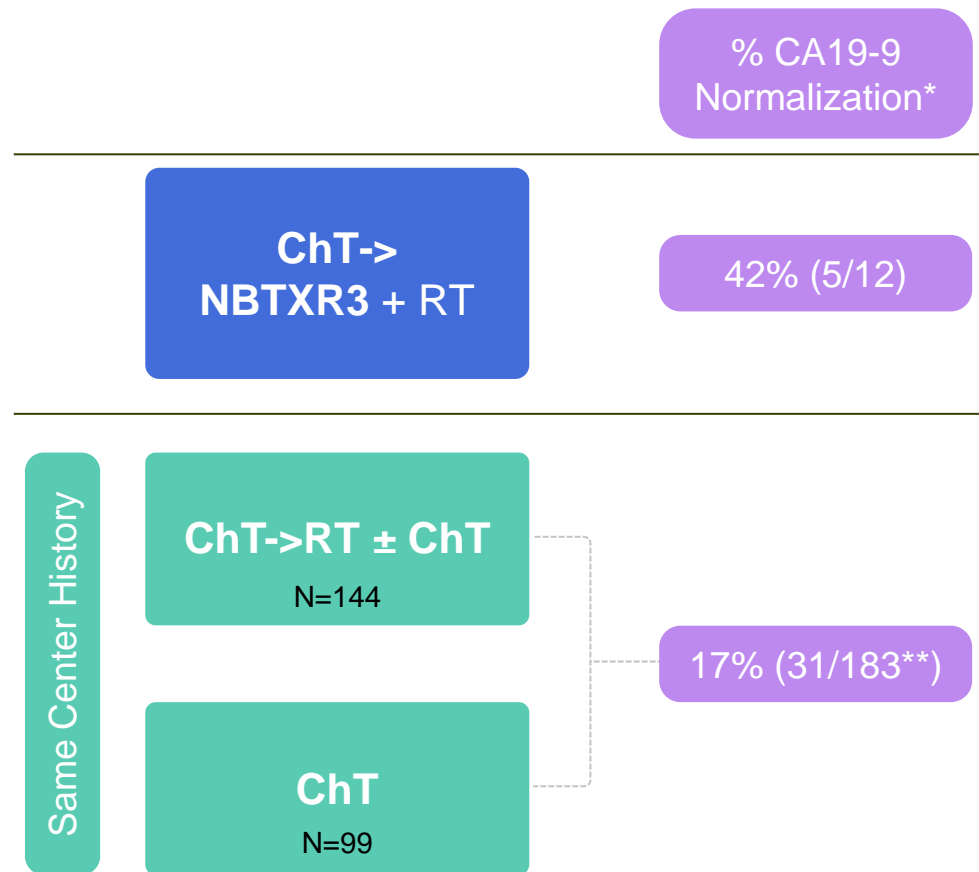 % CA19-9
Normalization*
ChT->
NBTXR3 + RT
42% (5/12)
Same Center History
ChT->RT ± ChT
N=144
17% (31/183**)
ChT
N=99